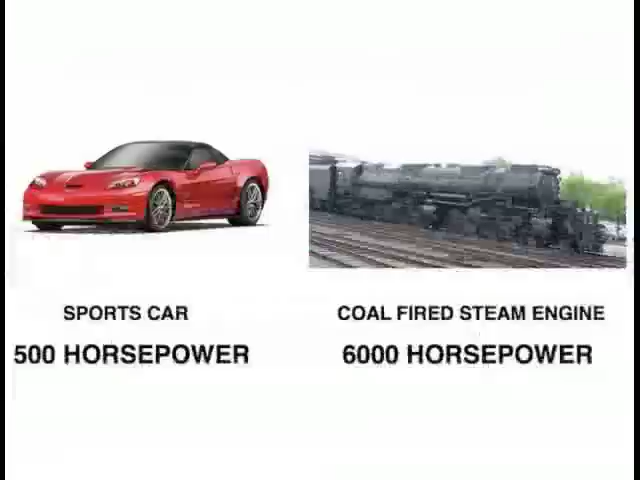 SPORTS CAR
500 HORSEPOWER
COAL FIRED STEAM ENGINE
6000 HORSEPOWER